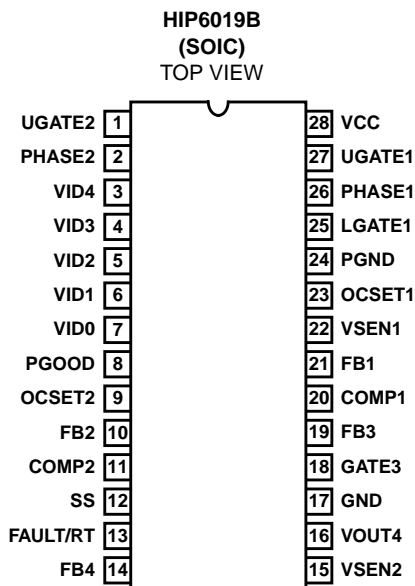 HIP6019B
(SOIC)
TOP VIEW
UGATE2 1 28 VCC
PHASE2 2 27 UGATE1
VID4 3 26 PHASE1
VID3 4 25 LGATE1
VID2 5 24 PGND
VID1 6 23 OCSET1
VID0 7 22 VSEN1
PGOOD 8 21 FB1
OCSET2 9 20 COMP1
FB2 10 19 FB3
COMP2 11 18 GATE3
SS 12 17 GND
FAULT/RT 13 16 VOUT4
FB4 14 15 VSEN2